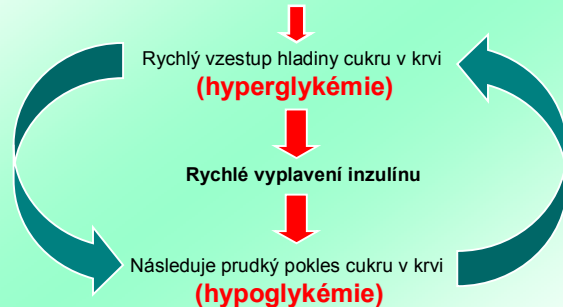 Rychlý vzestup hladiny cukru v krvi
(hyperglykémie)
Rychlé vyplavení inzulínu
Následuje prudký pokles cukru v krvi
(hypoglykémie)